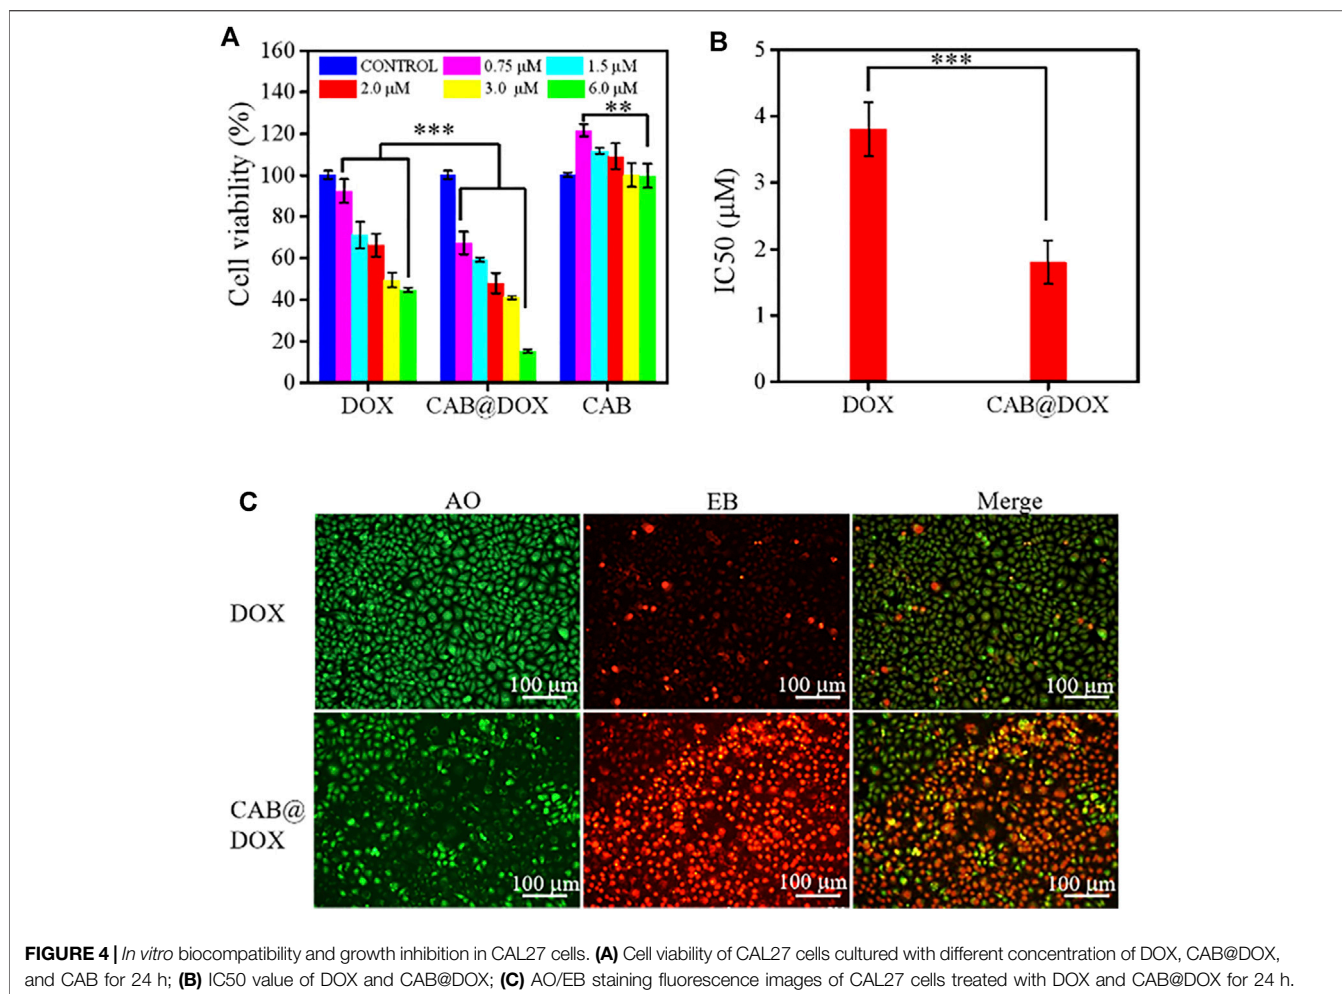 A
160
140
120
100
80
60
40
20
0
Cell viability (%)
CONTROL 0.75 μM 1.5 μM
2.0 μM 3.0 μM 6.0 μM
***
**
DOX CAB@DOX CAB
B
5
4
3
2
1
0
IC50 (μM)
***
DOX CAB@DOX
C
AO EB Merge
DOX
100 μm 100 μm 100 μm
CAB@
DOX
100 μm 100 μm 100 μm
FIGURE 4 | In vitro biocompatibility and growth inhibition in CAL27 cells. (A) Cell viability of CAL27 cells cultured with different concentration of DOX, CAB@DOX,
and CAB for 24 h; (B) IC50 value of DOX and CAB@DOX; (C) AO/EB staining fluorescence images of CAL27 cells treated with DOX and CAB@DOX for 24 h.